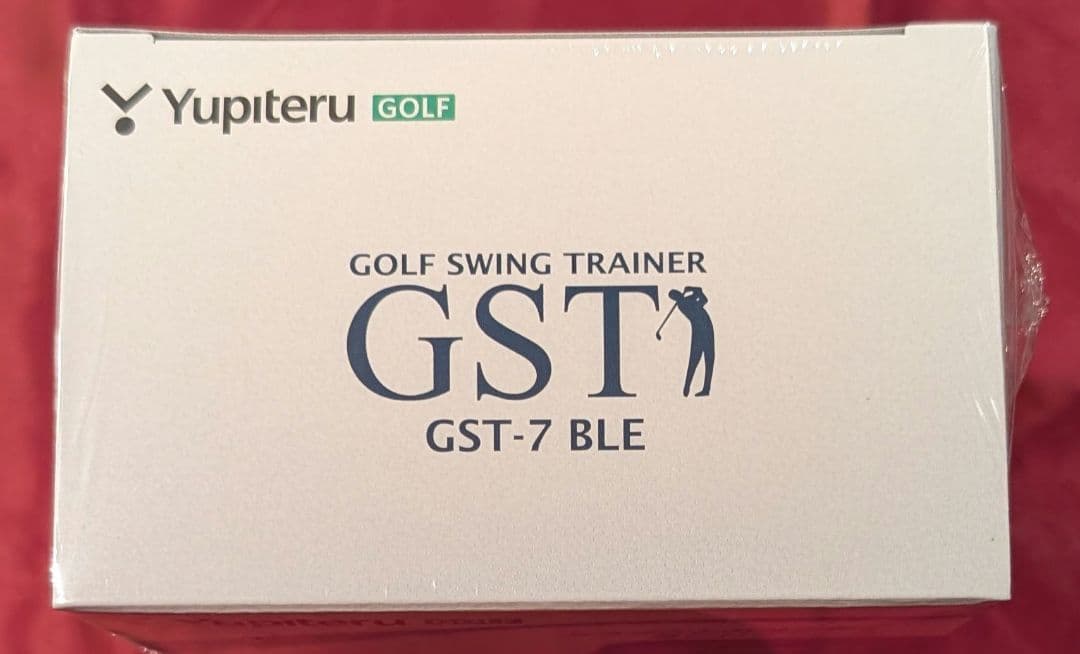 Yupiteru GOLF
GOLF SWING TRAINER
GST
GST-7 BLE